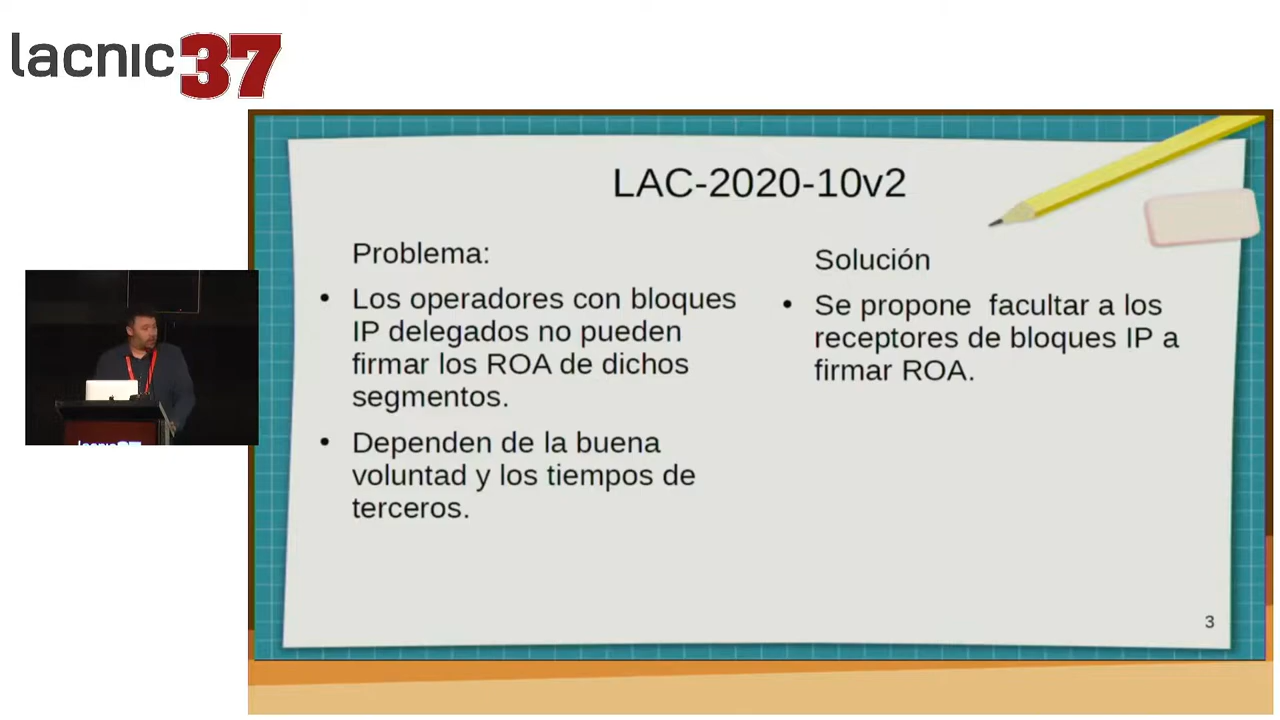 lacnic 37
LAC-2020-10v2
Problema:
• Los operadores con bloques
IP delegados no pueden
firmar los ROA de dichos
segmentos.
• Dependen de la buena
voluntad y los tiempos de
terceros.
Solución
• Se propone  facultar a los
receptores de bloques IP a
firmar ROA.
3
lacnic37